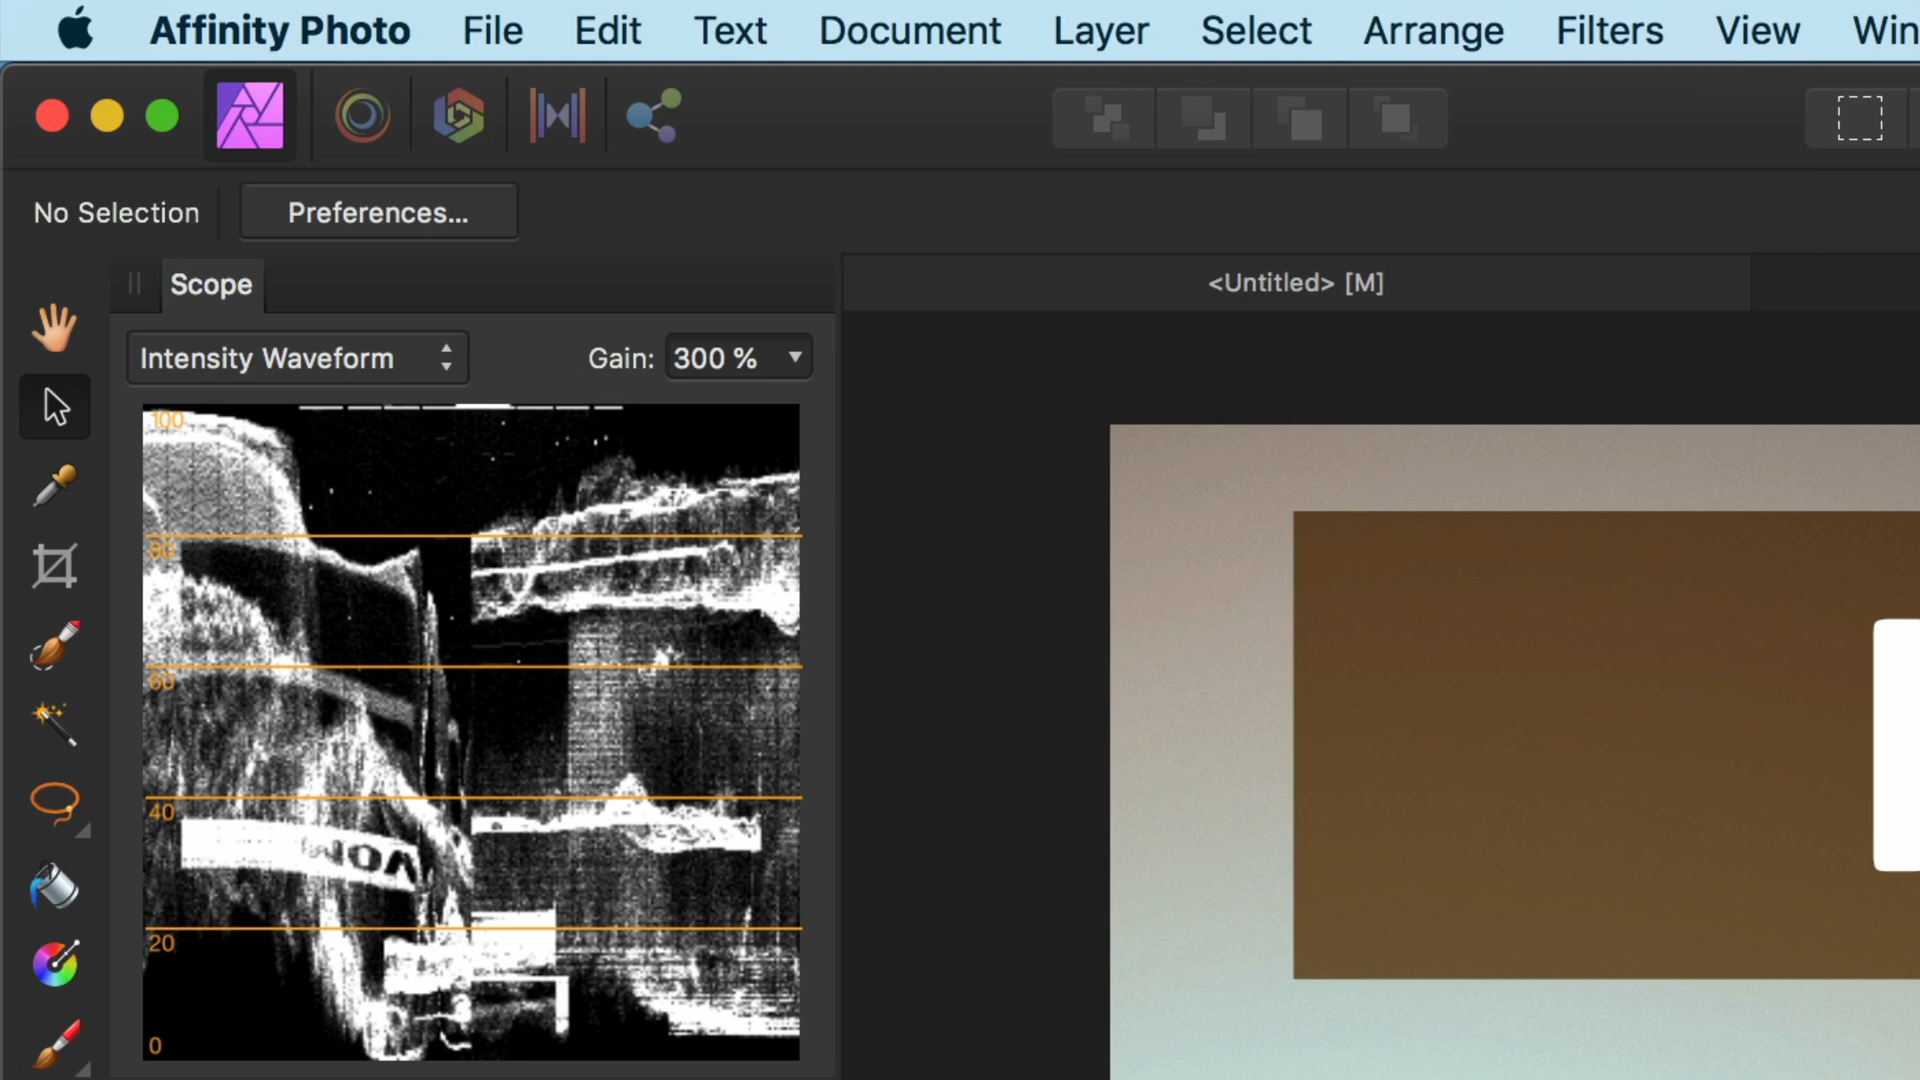 Affinity Photo File Edit Text Document Layer Select Arrange Filters View Win
No Selection Preferences...
Scope
<Untitled> [M]
Intensity Waveform Gain: 300 %
100
80
60
40
20
0